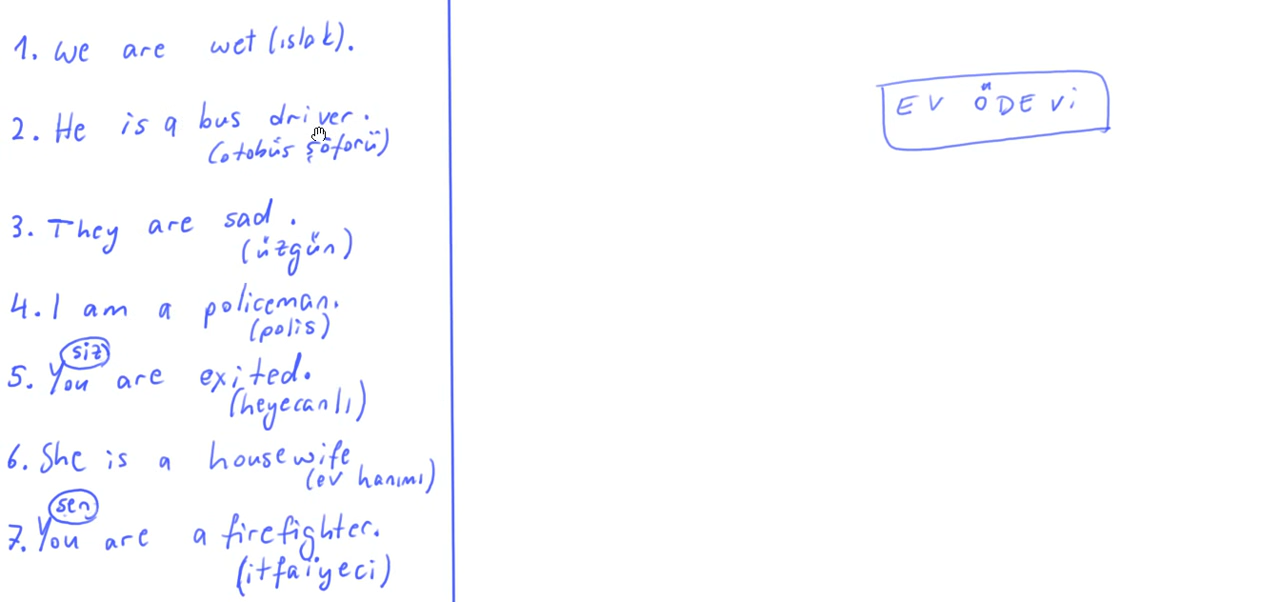 1. We are wet (ıslak).
2. He is a bus driver.
(otobüs şöförü)
3. They are sad.
(üzgün)
4. I am a policeman.
(polis)
siz
5. You are exited.
(heyecanlı)
6. She is a housewife
(ev hanımı)
sen
7. You are a firefighter.
(itfaiyeci)
EV ÖDEVi